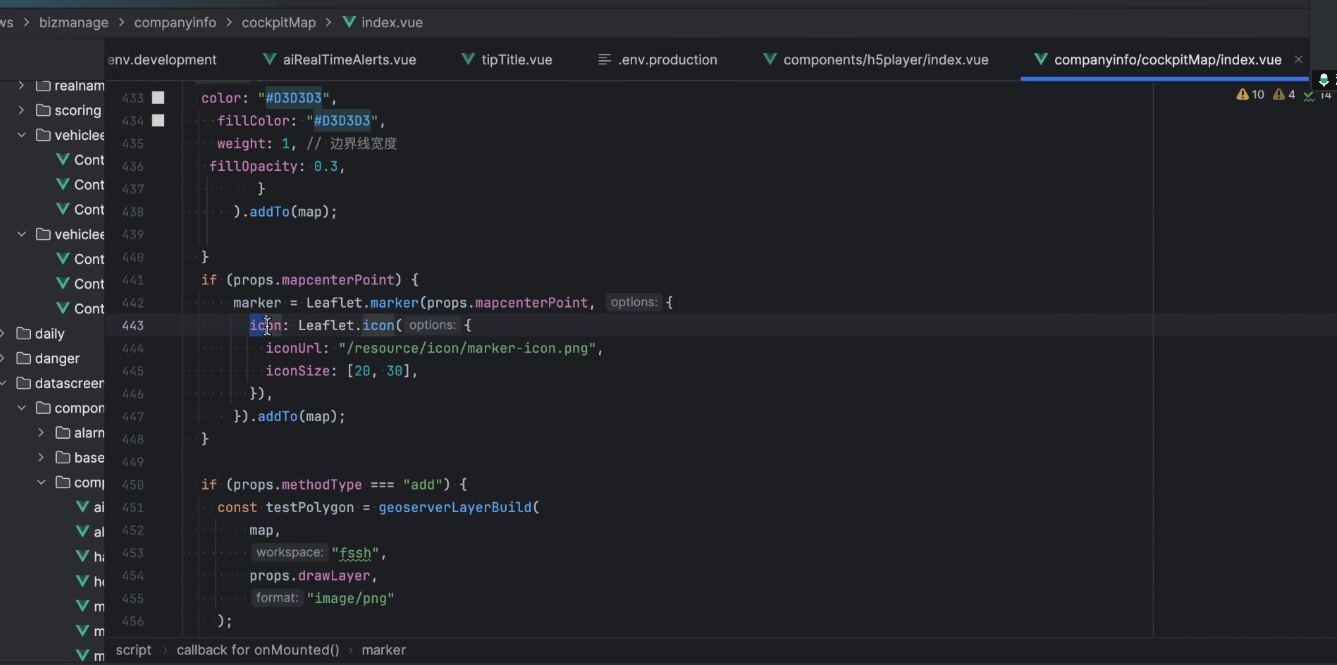 ws > bizmanage > companyinfo > cockpitMap > index.vue
env.development aiRealTimeAlerts.vue tipTitle.vue .env.production components/h5player/index.vue companyinfo/cockpitMap/index.vue ×
10 4 14
realnam
scoring
vehiclee
Cont
Cont
Cont
vehiclee
Cont
Cont
Cont
daily
danger
datascreen
compon
alarm
base
comp
ai
al
ha
m
m
m
433 color: "#D3D3D3",
434 fillColor: "#D3D3D3",
435 weight: 1, // 边界线宽度
436 fillOpacity: 0.3,
437 }
438 ).addTo(map);
439
440 }
441 if (props.mapcenterPoint) {
442 marker = Leaflet.marker(props.mapcenterPoint, options: {
443 icon: Leaflet.icon( options: {
444 iconUrl: "/resource/icon/marker-icon.png",
445 iconSize: [20, 30],
446 }),
447 }).addTo(map);
448 }
449
450 if (props.methodType === "add") {
451 const testPolygon = geoserverLayerBuild(
452 map,
453 workspace: "fssh",
454 props.drawLayer,
455 format: "image/png"
456 );
script > callback for onMounted() > marker